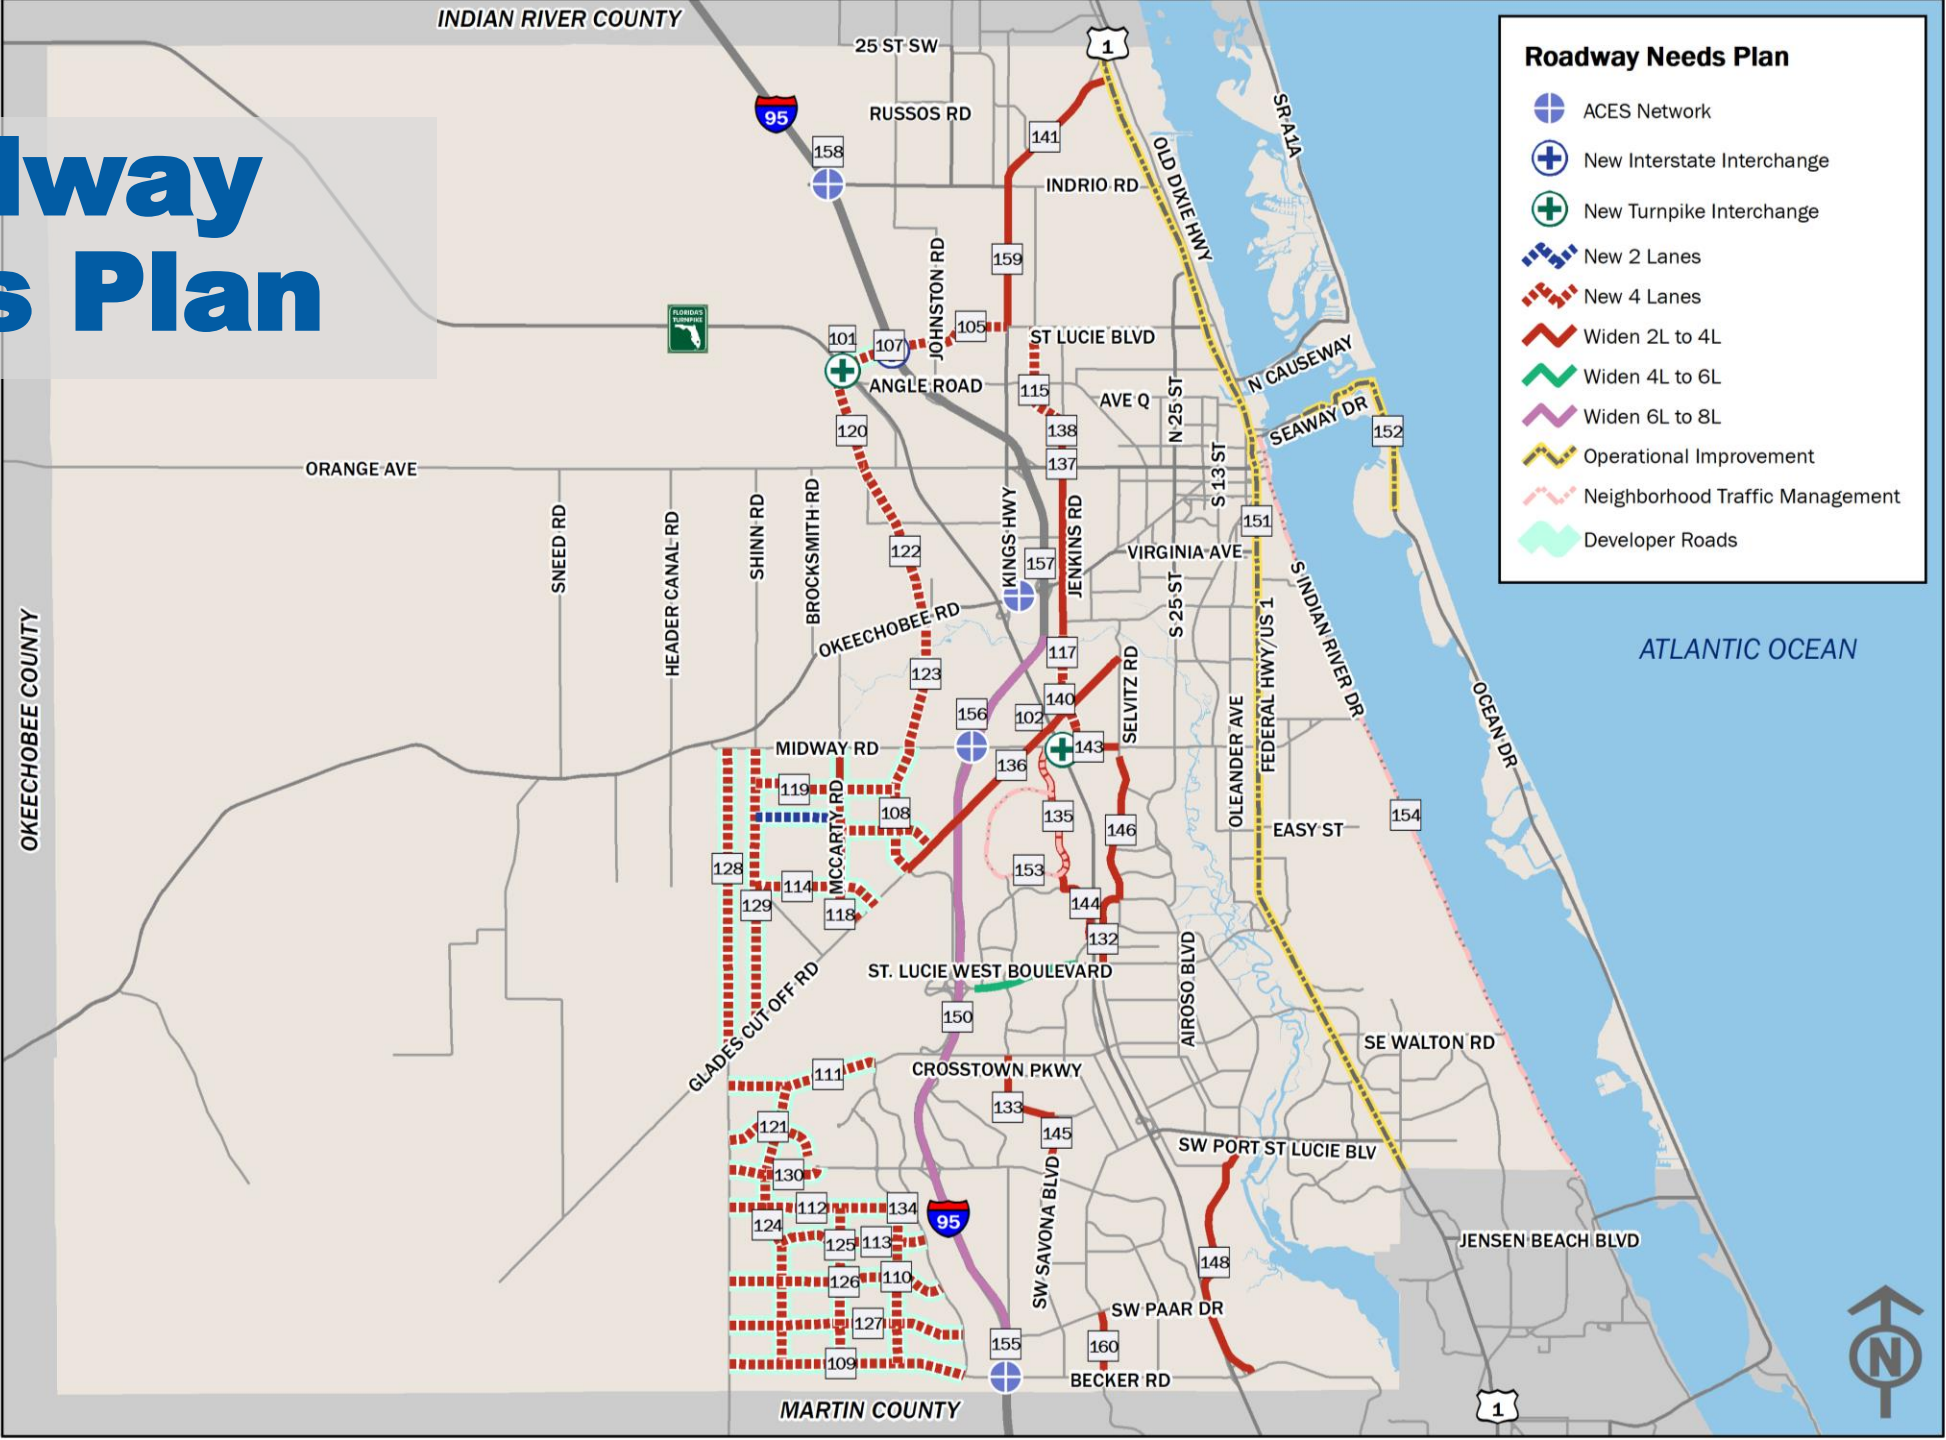 INDIAN RIVER COUNTY
25 ST SW
1
95
RUSSOS RD
SR A1A
141
158
OLD DIXIE HWY
INDRIO RD
lway
s Plan
JOHNSTON RD
159
FLORIDA'S
TURNPIKE
101
107
105
ST LUCIE BLVD
N CAUSEWAY
ANGLE ROAD
115
AVE Q
N 25 ST
SEAWAY DR
120
138
152
ORANGE AVE
137
S 13 ST
SNEED RD
HEADER CANAL RD
SHINN RD
BROCKSMITH RD
KINGS HWY
JENKINS RD
151
122
157
VIRGINIA AVE
S 25 ST
S INDIAN RIVER DR
OKEECHOBEE RD
FEDERAL HWY/US 1
OKEECHOBEE COUNTY
117
123
SELVITZ RD
140
156
102
OLEANDER AVE
OCEAN DR
MIDWAY RD
143
136
119
MCCARTY RD
108
135
146
EASY ST
154
128
153
114
129
118
144
132
ST. LUCIE WEST BOULEVARD
AIROSO BLVD
GLADES CUT OFF RD
150
SE WALTON RD
111
CROSSTOWN PKWY
133
121
145
SW PORT ST LUCIE BLV
130
SW SAVONA BLVD
112
134
124
95
125
113
JENSEN BEACH BLVD
148
126
110
SW PAAR DR
127
155
160
109
BECKER RD
MARTIN COUNTY
1
ATLANTIC OCEAN
N
Roadway Needs Plan
ACES Network
New Interstate Interchange
New Turnpike Interchange
New 2 Lanes
New 4 Lanes
Widen 2L to 4L
Widen 4L to 6L
Widen 6L to 8L
Operational Improvement
Neighborhood Traffic Management
Developer Roads